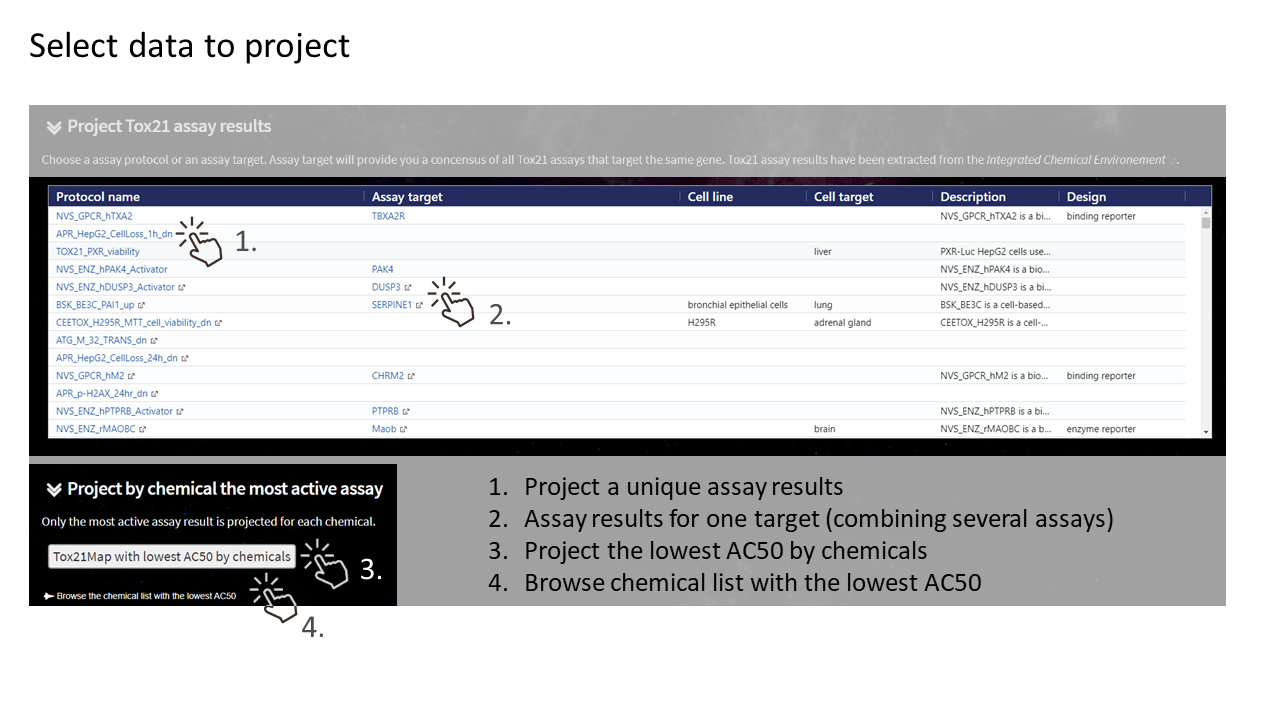 Select data to project
Project Tox21 assay results
Choose a assay protocol or an assay target. Assay target will provide you a concensus of all Tox21 assays that target the same gene. Tox21 assay results have been extracted from the Integrated Chemical Environement .
Protocol name Assay target Cell line Cell target Description Design
NVS_GPCR_hTXA2 TBXA2R NVS_GPCR_hTXA2 is a bi... binding reporter
APR_HepG2_CellLoss_1h_dn
1.
TOX21_PXR_viability liver PXR-Luc HepG2 cells use...
NVS_ENZ_hPAK4_Activator PAK4 NVS_ENZ_hPAK4 is a bio...
NVS_ENZ_hDUSP3_Activator DUSP3 NVS_ENZ_hDUSP3 is a bi...
BSK_BE3C_PAI1_up SERPINE1 bronchial epithelial cells lung BSK_BE3C is a cell-based...
2.
CEETOX_H295R_MTT_cell_viability_dn H295R adrenal gland CEETOX_H295R is a cell-...
ATG_M_32_TRANS_dn
APR_HepG2_CellLoss_24h_dn
NVS_GPCR_hM2 CHRM2 NVS_GPCR_hM2 is a bio... binding reporter
APR_p-H2AX_24hr_dn
NVS_ENZ_hPTPRB_Activator PTPRB NVS_ENZ_hPTPRB is a bi...
NVS_ENZ_rMAOBC Maob brain NVS_ENZ_rMAOBC is a b... enzyme reporter
Project by chemical the most active assay
Only the most active assay result is projected for each chemical.
Tox21Map with lowest AC50 by chemicals
3.
Browse the chemical list with the lowest AC50
4.
1. Project a unique assay results
2. Assay results for one target (combining several assays)
3. Project the lowest AC50 by chemicals
4. Browse chemical list with the lowest AC50